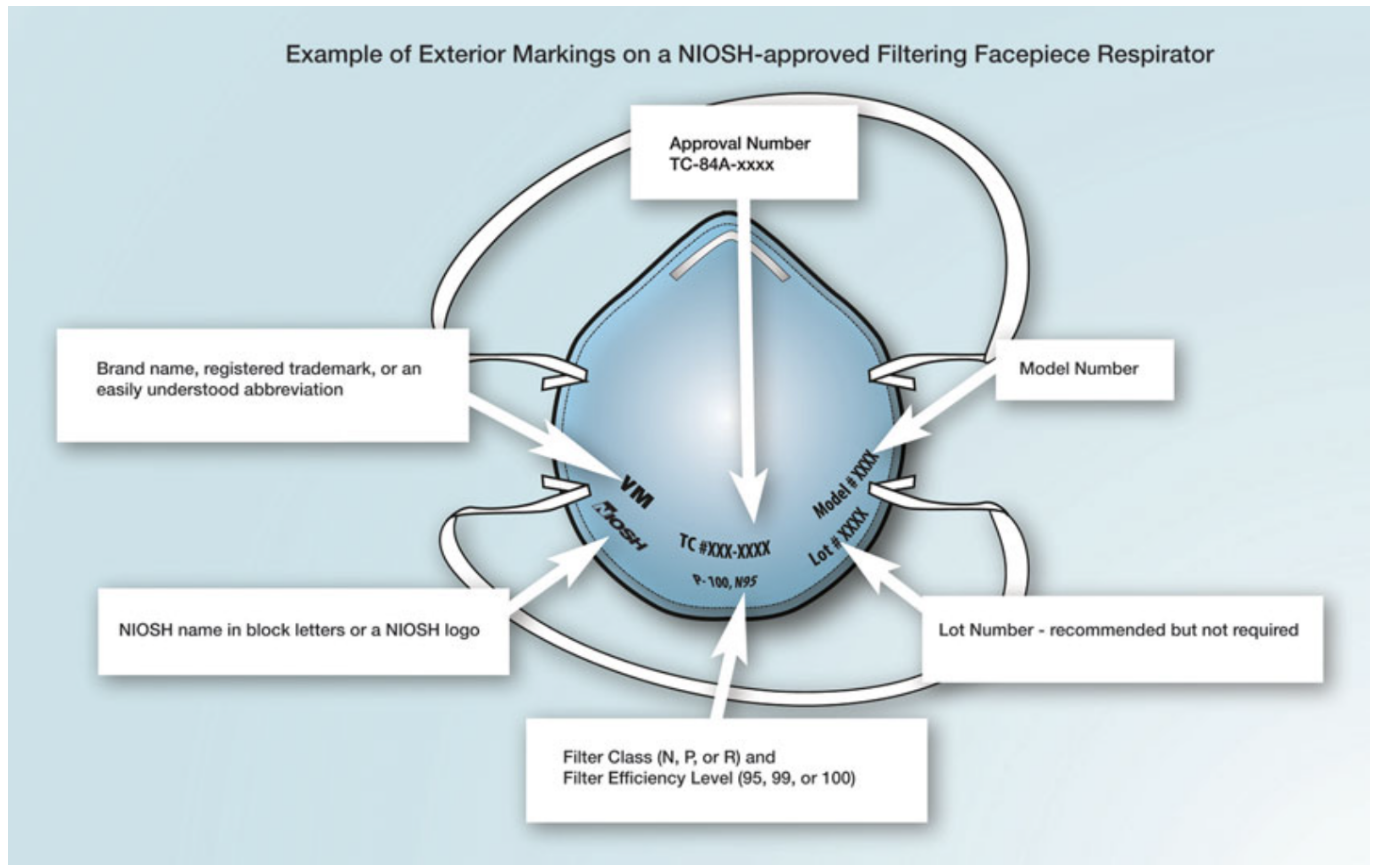 Example of Exterior Markings on a NIOSH-approved Filtering Facepiece Respirator
Approval Number
TC-84A-xxxx
Brand name, registered trademark, or an
easily understood abbreviation
Model Number
VM
NIOSH
TC #XXX-XXXX
P- 100, N95
Model # XXXX
Lot # XXXX
NIOSH name in block letters or a NIOSH logo
Lot Number - recommended but not required
Filter Class (N, P, or R) and
Filter Efficiency Level (95, 99, or 100)